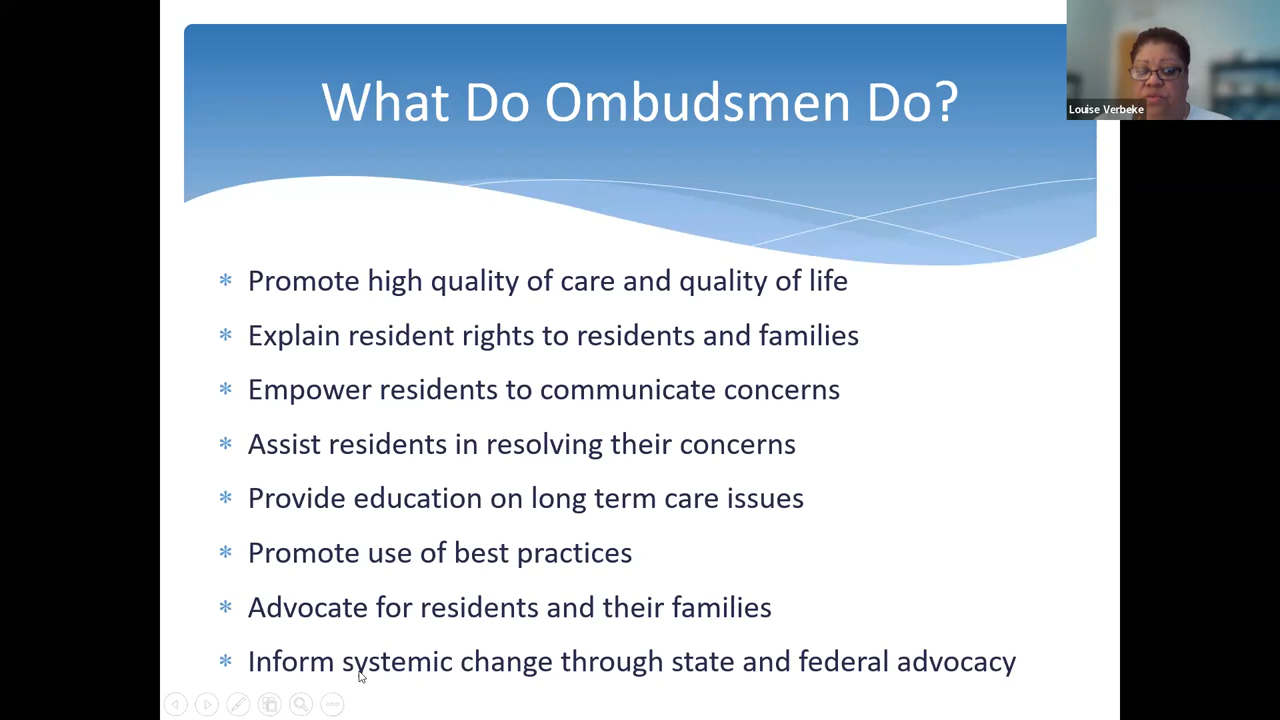 What Do Ombudsmen Do?
Louise Verbeke
* Promote high quality of care and quality of life
* Explain resident rights to residents and families
* Empower residents to communicate concerns
* Assist residents in resolving their concerns
* Provide education on long term care issues
* Promote use of best practices
* Advocate for residents and their families
* Inform systemic change through state and federal advocacy